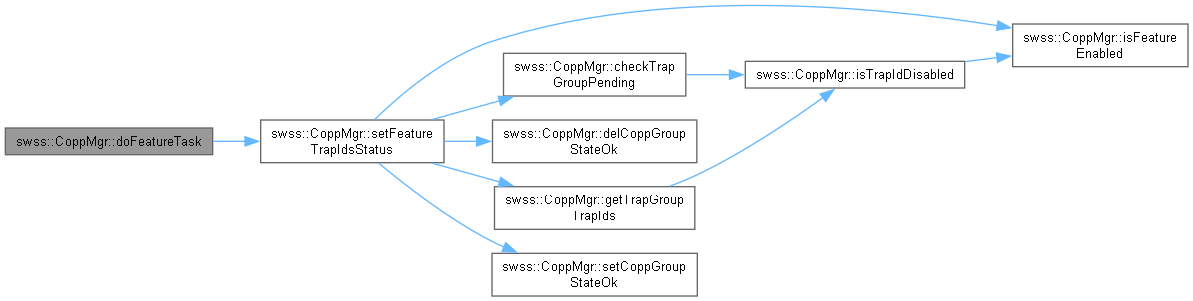 swss::CoppMgr::doFeatureTask
swss::CoppMgr::setFeature
TrapIdsStatus
swss::CoppMgr::checkTrap
GroupPending
swss::CoppMgr::delCoppGroup
StateOk
swss::CoppMgr::getTrapGroup
TrapIds
swss::CoppMgr::setCoppGroup
StateOk
swss::CoppMgr::isTrapIdDisabled
swss::CoppMgr::isFeature
Enabled